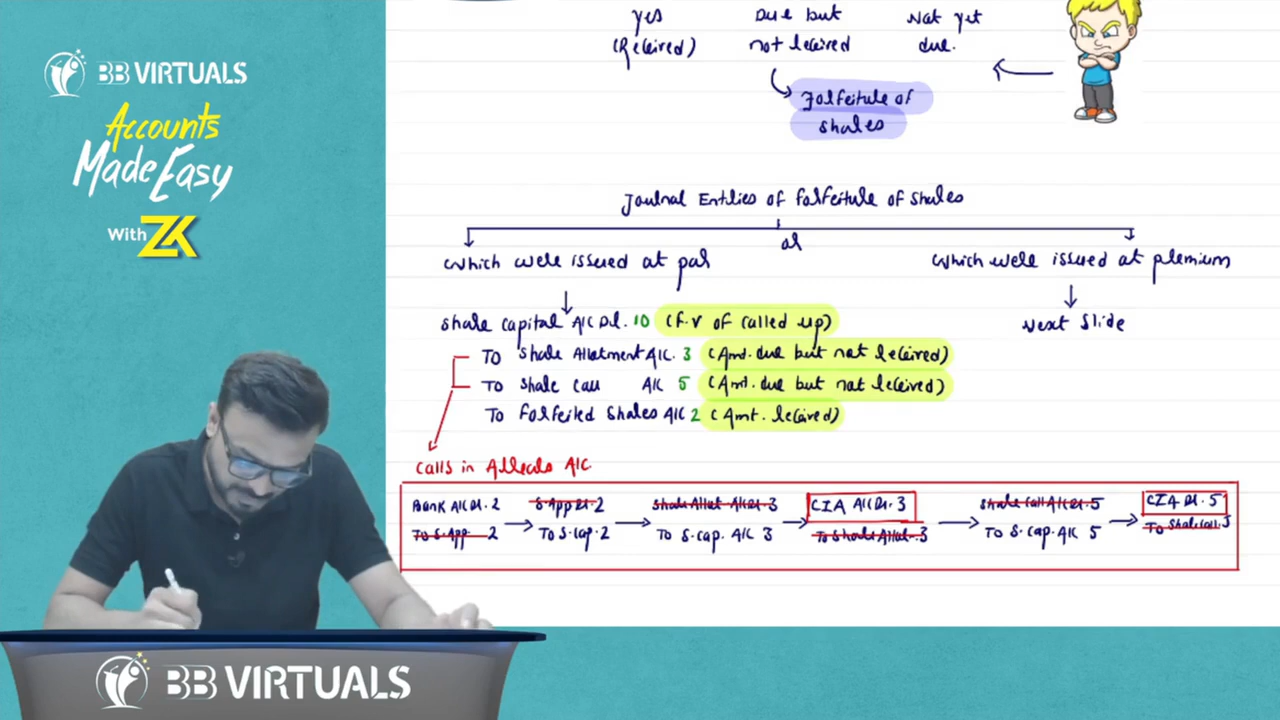 BB VIRTUALS
Accounts
Made Easy
With ZK
Yes
(Received)
Due but
not received
Not yet
due.
Forfeiture of
shares
Journal Entries of forfeiture of shares
or
which were issued at par
which were issued at premium
Share capital A/C Dr. 10 (f.v of called up)
To Share Allotment A/C. 3 (Amt. due but not received)
To Share call A/C 5 (Amt. due but not received)
To forfeited shares A/C 2 (Amt. received)
Next Slide
Calls in Arrears A/C
Bank A/C Dr. 2
To S.App 2
S.App Dr. 2
To S.cap. 2
Share Allot A/c Dr. 3
To S.cap. A/C 3
CIA A/C Dr. 3
To Share Allot. 3
Share Call A/c Dr. 5
To S.cap. A/C 5
CIA Dr. 5
To Share Call. 5
BB VIRTUALS